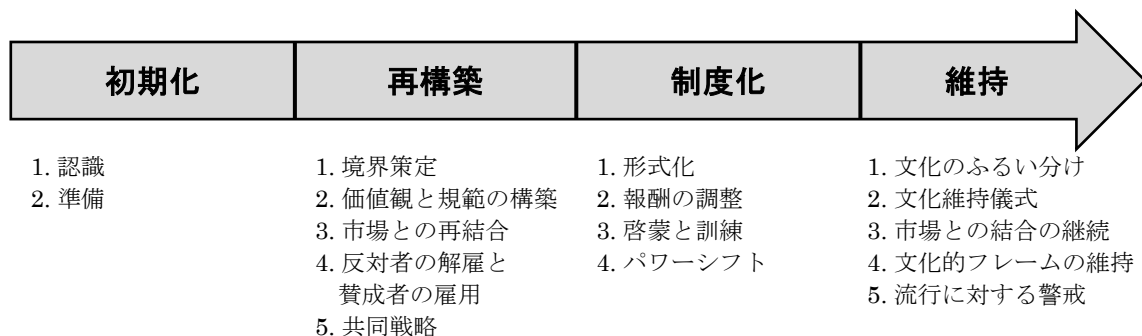 初期化
再構築
制度化
維持
1. 認識
2. 準備
1. 境界策定
2. 価値観と規範の構築
3. 市場との再結合
4. 反対者の解雇と
賛成者の雇用
5. 共同戦略
1. 形式化
2. 報酬の調整
3. 啓蒙と訓練
4. パワーシフト
1. 文化のふるい分け
2. 文化維持儀式
3. 市場との結合の継続
4. 文化的フレームの維持
5. 流行に対する警戒